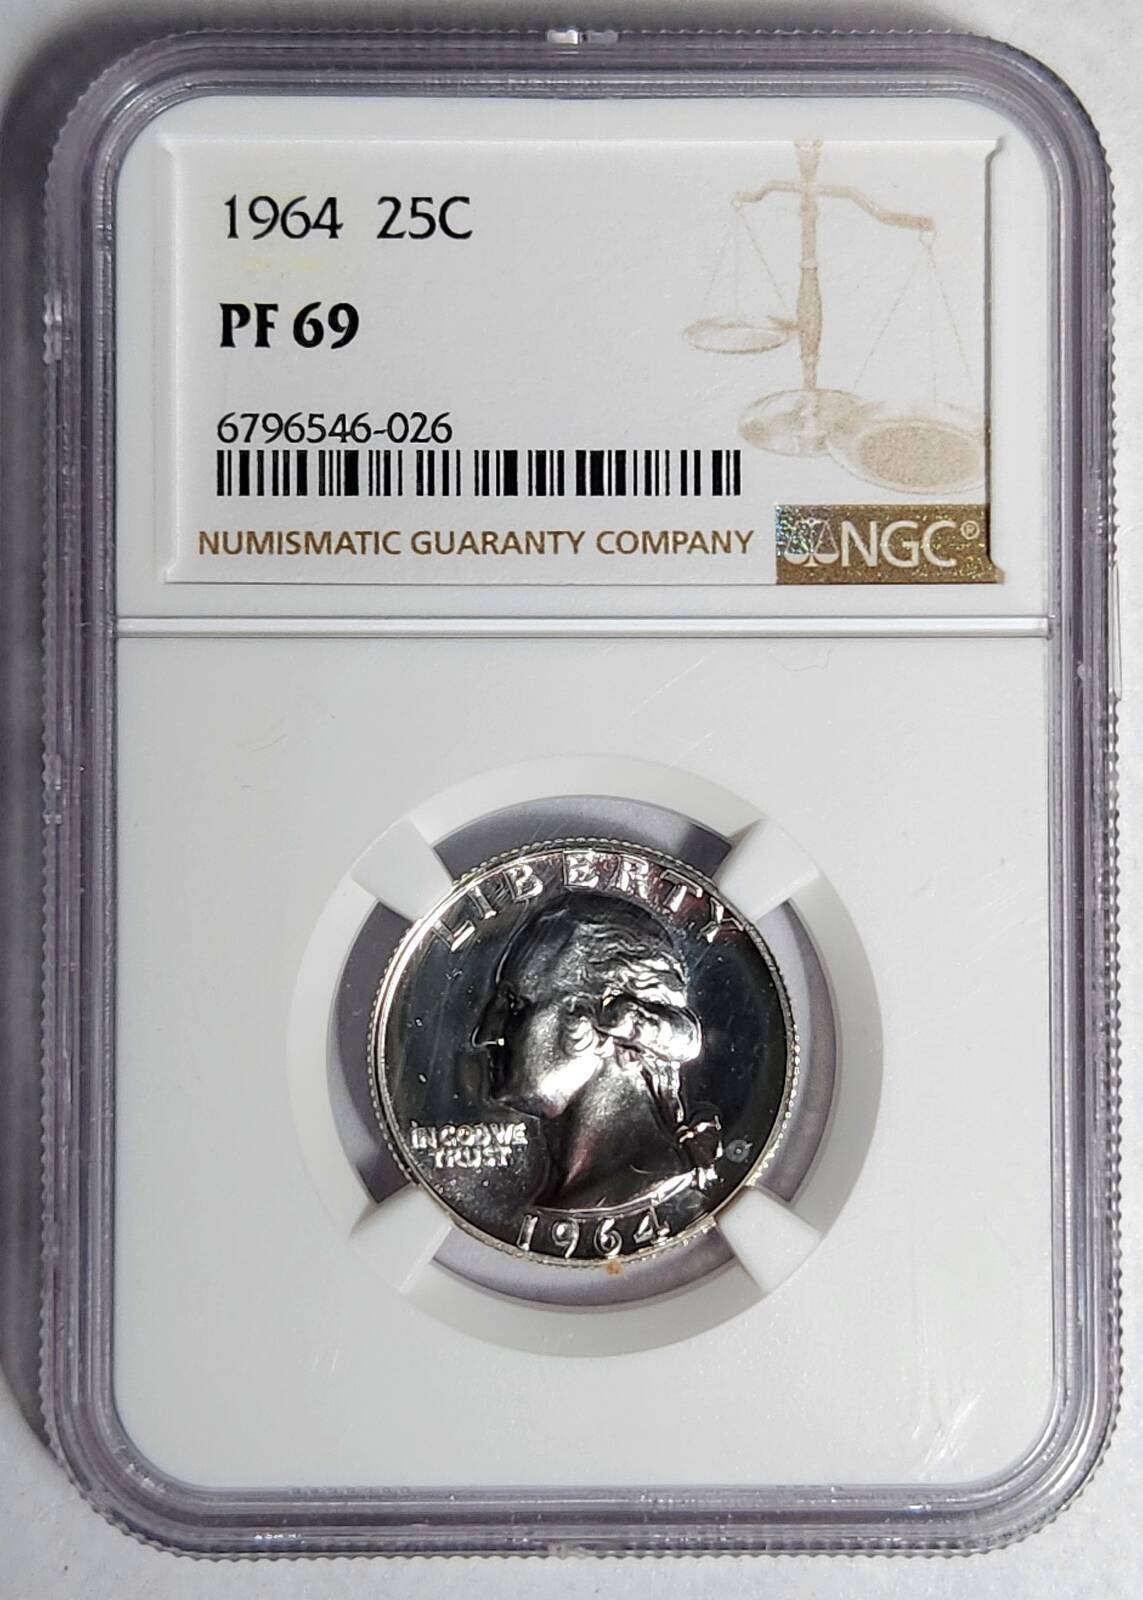 1964 25C
PF 69
6796546-026
NUMISMATIC GUARANTY COMPANY
NGC®
LIBERTY
IN GOD WE
TRUST
1964